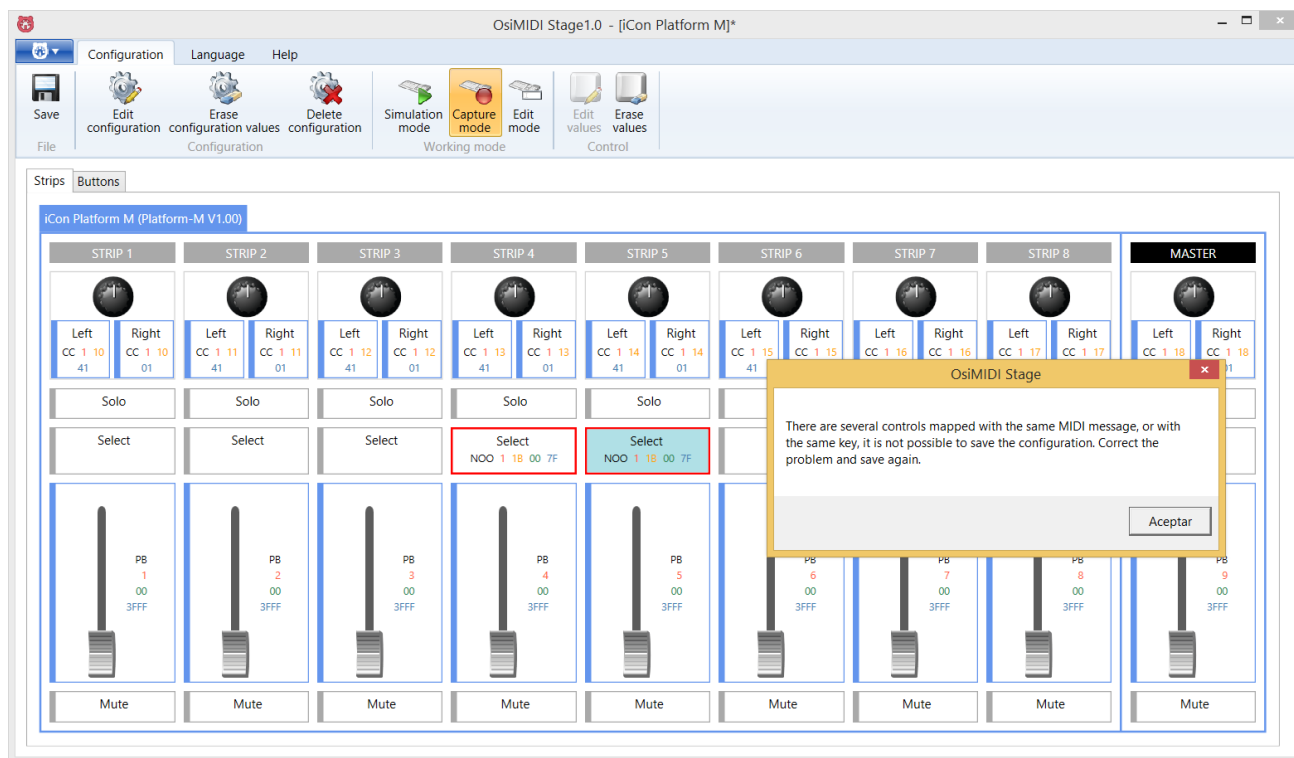 OsiMIDI Stage1.0 - [iCon Platform M]*
Configuration Language Help
Save Edit configuration Erase configuration values Delete configuration Simulation mode Capture mode Edit mode Edit values Erase values
File Configuration Working mode Control
Strips Buttons
iCon Platform M (Platform-M V1.00)
STRIP 1 STRIP 2 STRIP 3 STRIP 4 STRIP 5 STRIP 6 STRIP 7 STRIP 8 MASTER
Left Right Left Right Left Right Left Right Left Right Left Right Left Right Left Right Left Right
CC 1 10 CC 1 10 CC 1 11 CC 1 11 CC 1 12 CC 1 12 CC 1 13 CC 1 13 CC 1 14 CC 1 14 CC 1 15 CC 1 15 CC 1 16 CC 1 16 CC 1 17 CC 1 17 CC 1 18 CC 1 18
41 01 41 01 41 01 41 01 41 01 41
OsiMIDI Stage
There are several controls mapped with the same MIDI message, or with
the same key, it is not possible to save the configuration. Correct the
problem and save again.
Aceptar
Solo Solo Solo Solo Solo
Select Select Select Select Select
NOO 1 1B 00 7F NOO 1 1B 00 7F
PB PB PB PB PB PB PB PB PB
1 2 3 4 5 6 7 8 9
00 00 00 00 00 00 00 00 00
3FFF 3FFF 3FFF 3FFF 3FFF 3FFF 3FFF 3FFF 3FFF
Mute Mute Mute Mute Mute Mute Mute Mute Mute